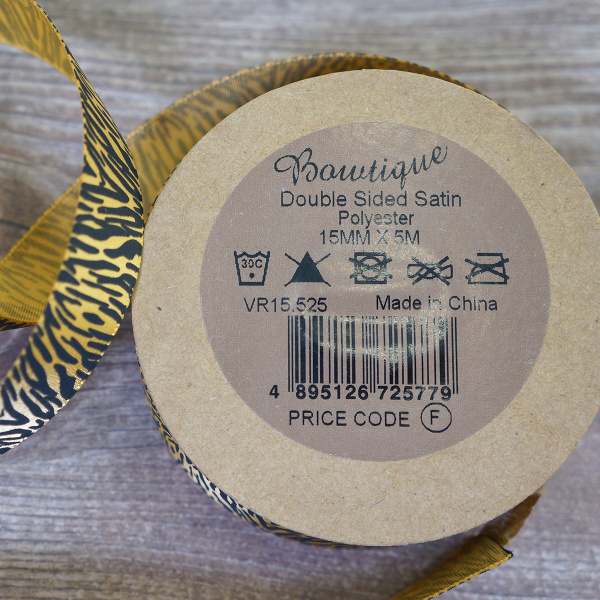 Bowtique
Double Sided Satin
Polyester
15MM X 5M
30C
VR15.525 Made in China
4 895126 725779
PRICE CODE F